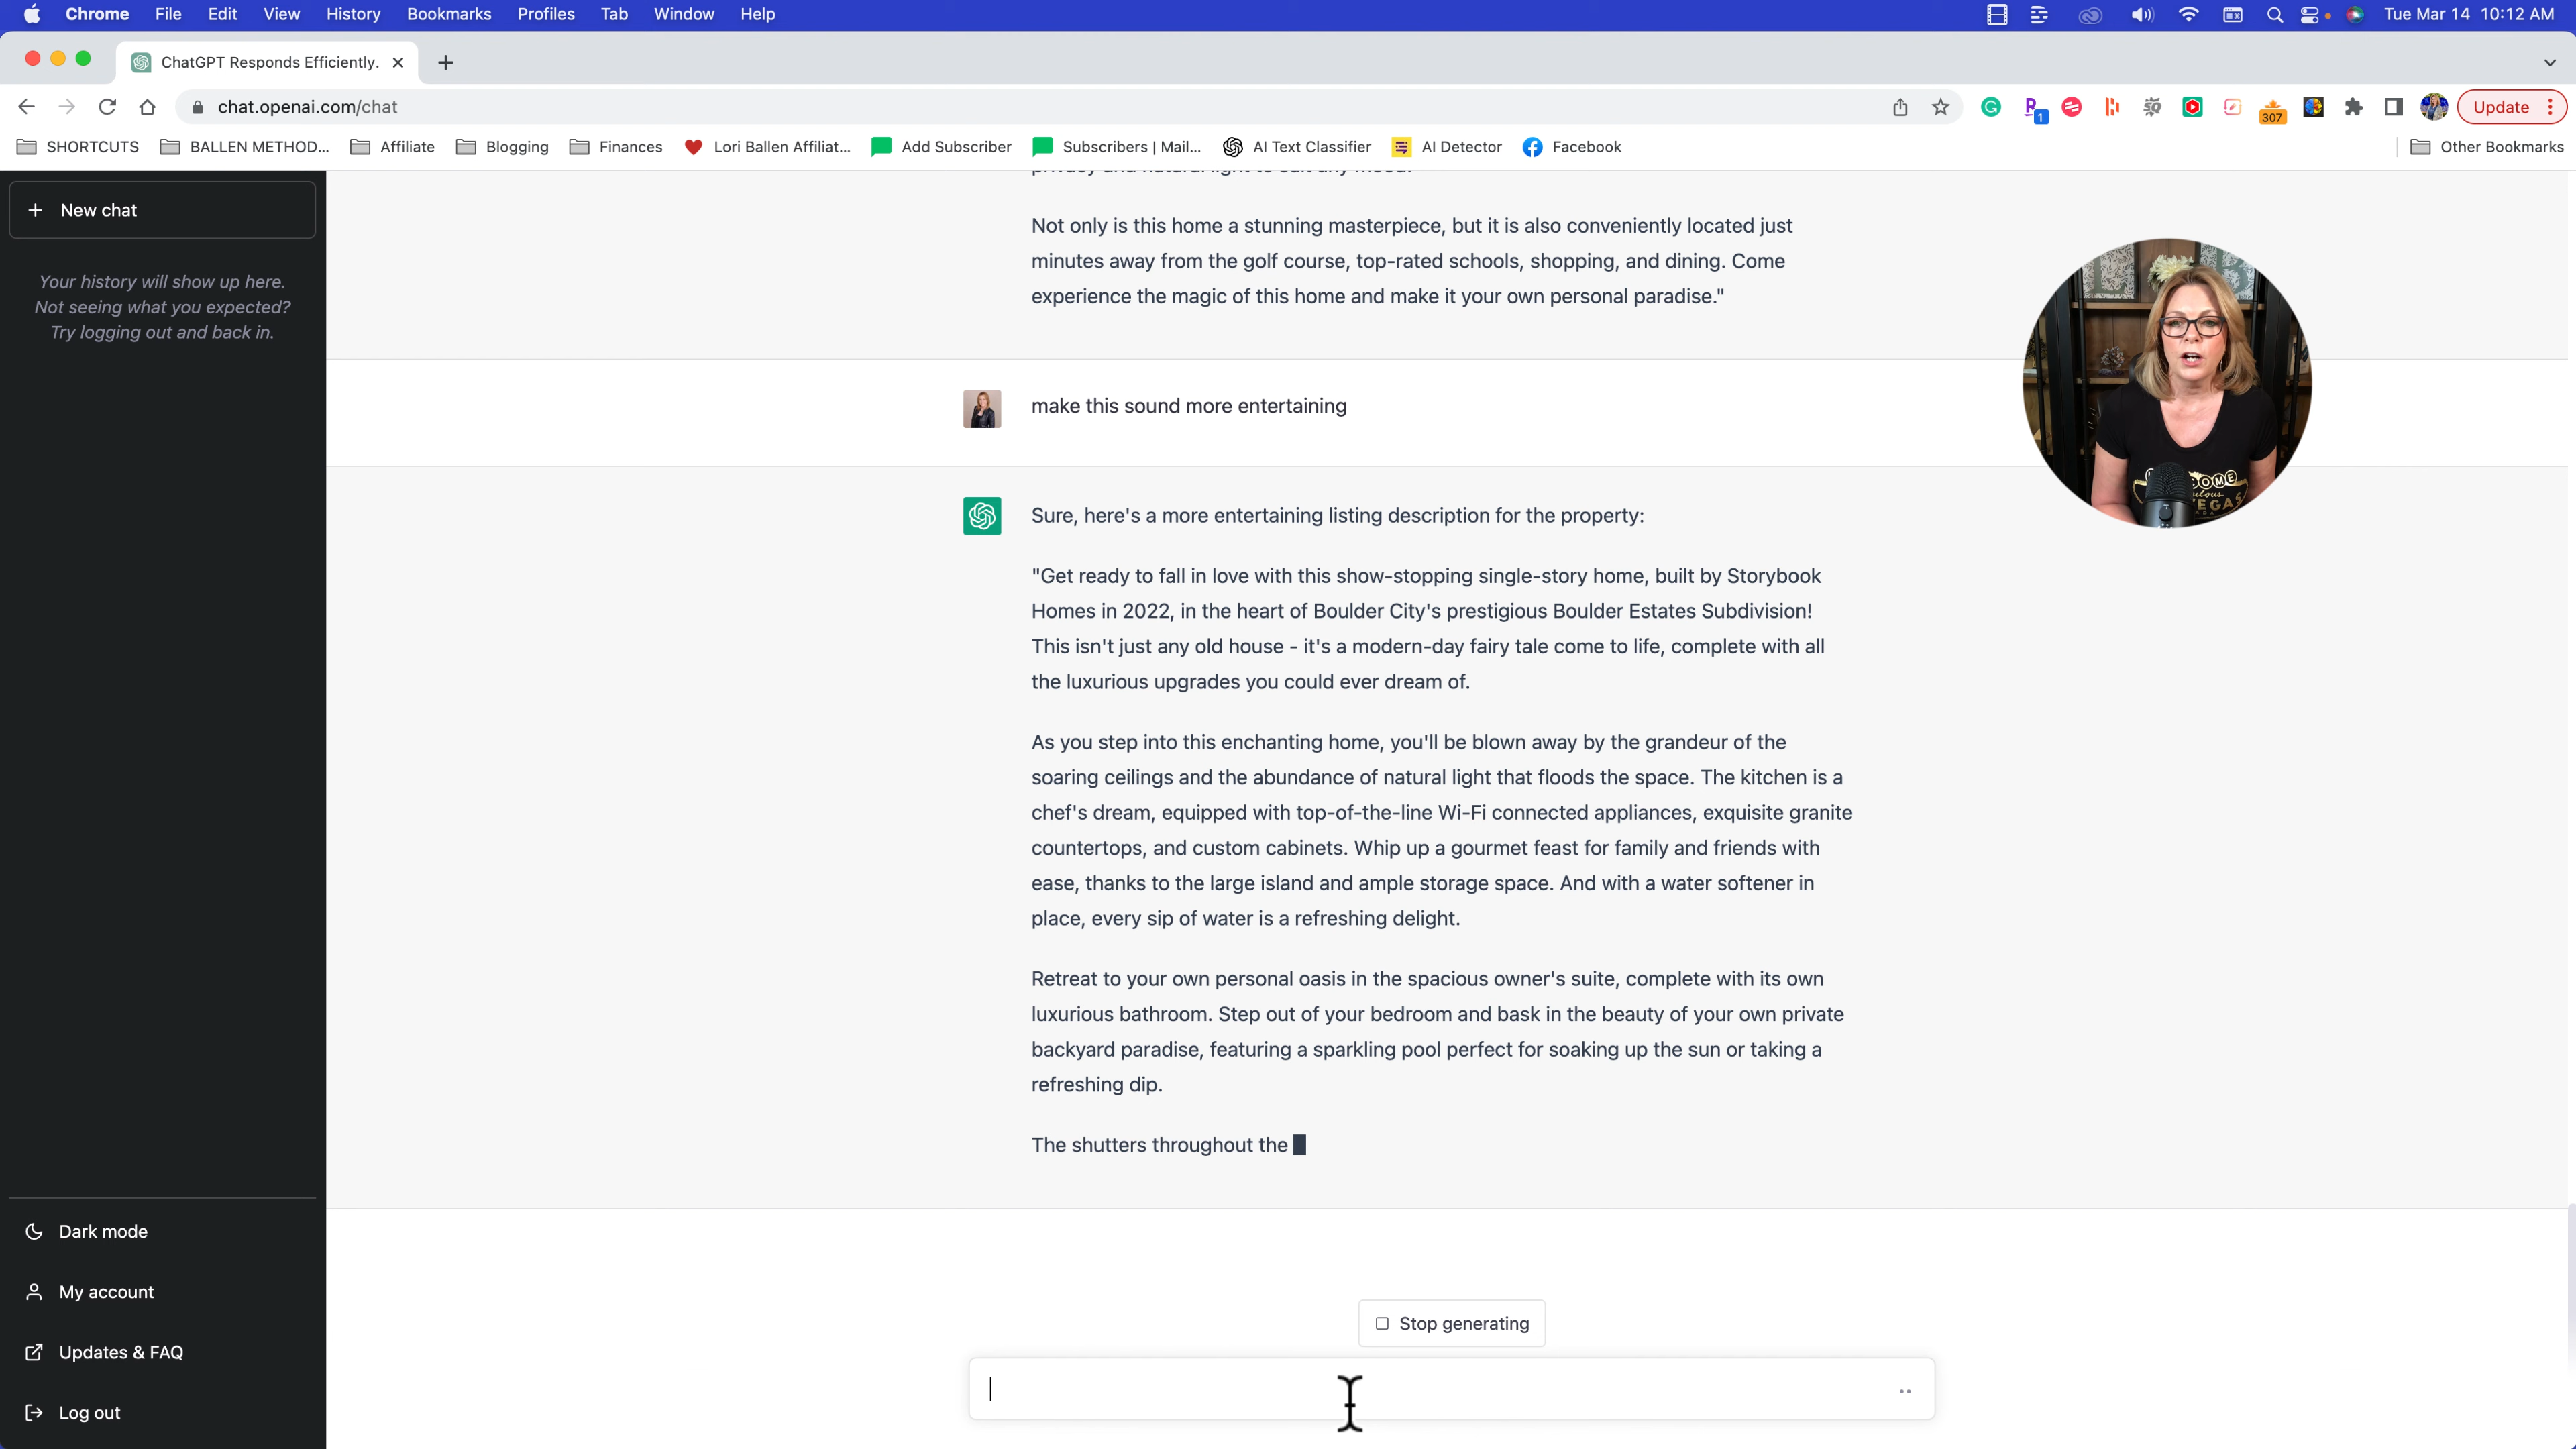 Chrome File Edit View History Bookmarks Profiles Tab Window Help Tue Mar 14 10:12 AM
ChatGPT Responds Efficiently.
chat.openai.com/chat 1 307 Update
SHORTCUTS BALLEN METHOD... Affiliate Blogging Finances Lori Ballen Affiliat... Add Subscriber Subscribers | Mail... AI Text Classifier AI Detector Facebook Other Bookmarks
New chat
Your history will show up here.
Not seeing what you expected?
Try logging out and back in.
Dark mode
My account
Updates & FAQ
Log out
privacy and natural light to suit any mood.
Not only is this home a stunning masterpiece, but it is also conveniently located just
minutes away from the golf course, top-rated schools, shopping, and dining. Come
experience the magic of this home and make it your own personal paradise."
make this sound more entertaining
Sure, here's a more entertaining listing description for the property:
"Get ready to fall in love with this show-stopping single-story home, built by Storybook
Homes in 2022, in the heart of Boulder City's prestigious Boulder Estates Subdivision!
This isn't just any old house - it's a modern-day fairy tale come to life, complete with all
the luxurious upgrades you could ever dream of.
As you step into this enchanting home, you'll be blown away by the grandeur of the
soaring ceilings and the abundance of natural light that floods the space. The kitchen is a
chef's dream, equipped with top-of-the-line Wi-Fi connected appliances, exquisite granite
countertops, and custom cabinets. Whip up a gourmet feast for family and friends with
ease, thanks to the large island and ample storage space. And with a water softener in
place, every sip of water is a refreshing delight.
Retreat to your own personal oasis in the spacious owner's suite, complete with its own
luxurious bathroom. Step out of your bedroom and bask in the beauty of your own private
backyard paradise, featuring a sparkling pool perfect for soaking up the sun or taking a
refreshing dip.
The shutters throughout the
Stop generating